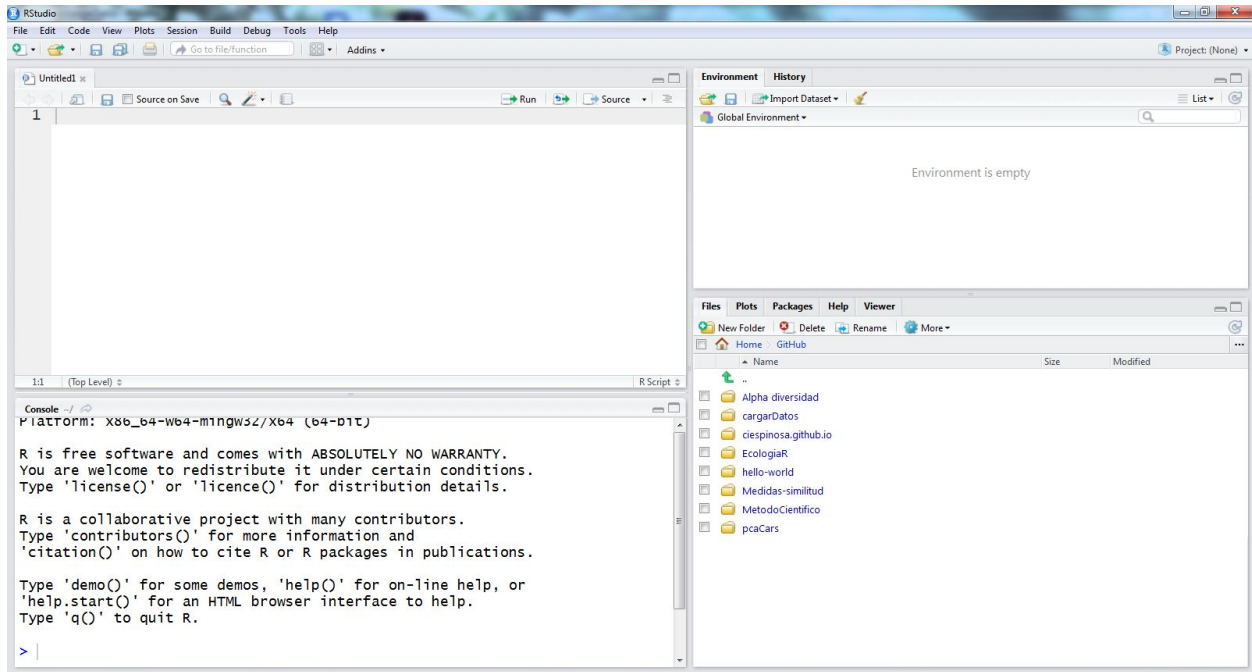 RStudio
File Edit Code View Plots Session Build Debug Tools Help
Go to file/function Addins Project: (None)
Untitled1
Source on Save Run Source
1
1:1 (Top Level) R Script
Console ~/
Platform: x86_64-w64-mingw32/x64 (64-bit)
R is free software and comes with ABSOLUTELY NO WARRANTY.
You are welcome to redistribute it under certain conditions.
Type 'license()' or 'licence()' for distribution details.
R is a collaborative project with many contributors.
Type 'contributors()' for more information and
'citation()' on how to cite R or R packages in publications.
Type 'demo()' for some demos, 'help()' for on-line help, or
'help.start()' for an HTML browser interface to help.
Type 'q()' to quit R.
>
Environment History
Import Dataset List
Global Environment
Environment is empty
Files Plots Packages Help Viewer
New Folder Delete Rename More
Home GitHub ...
Name Size Modified
..
Alpha diversidad
cargarDatos
ciespinosa.github.io
EcologiaR
hello-world
Medidas-similitud
MetodoCientifico
pcaCars